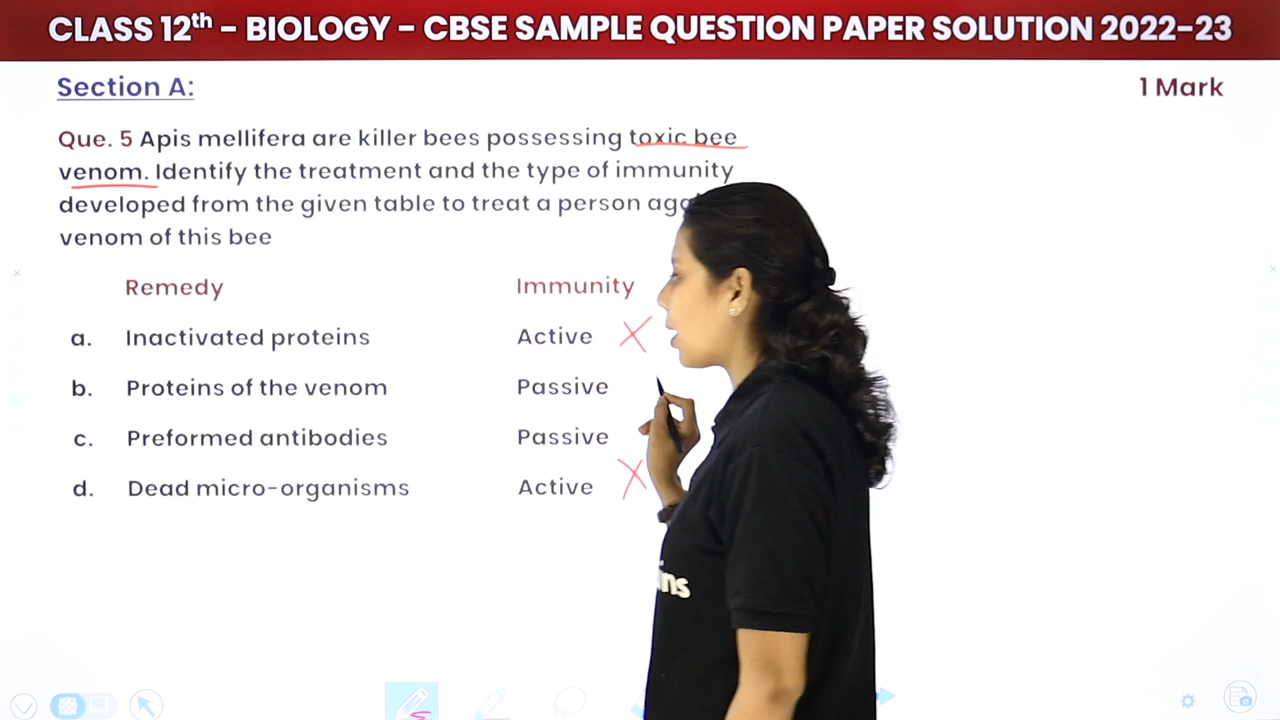 CLASS 12th – BIOLOGY – CBSE SAMPLE QUESTION PAPER SOLUTION 2022–23
Section A: 1 Mark
Que. 5 Apis mellifera are killer bees possessing toxic bee
venom. Identify the treatment and the type of immunity
developed from the given table to treat a person
venom of this bee
Remedy Immunity
a. Inactivated proteins Active
b. Proteins of the venom Passive
c. Preformed antibodies Passive
d. Dead micro-organisms Active